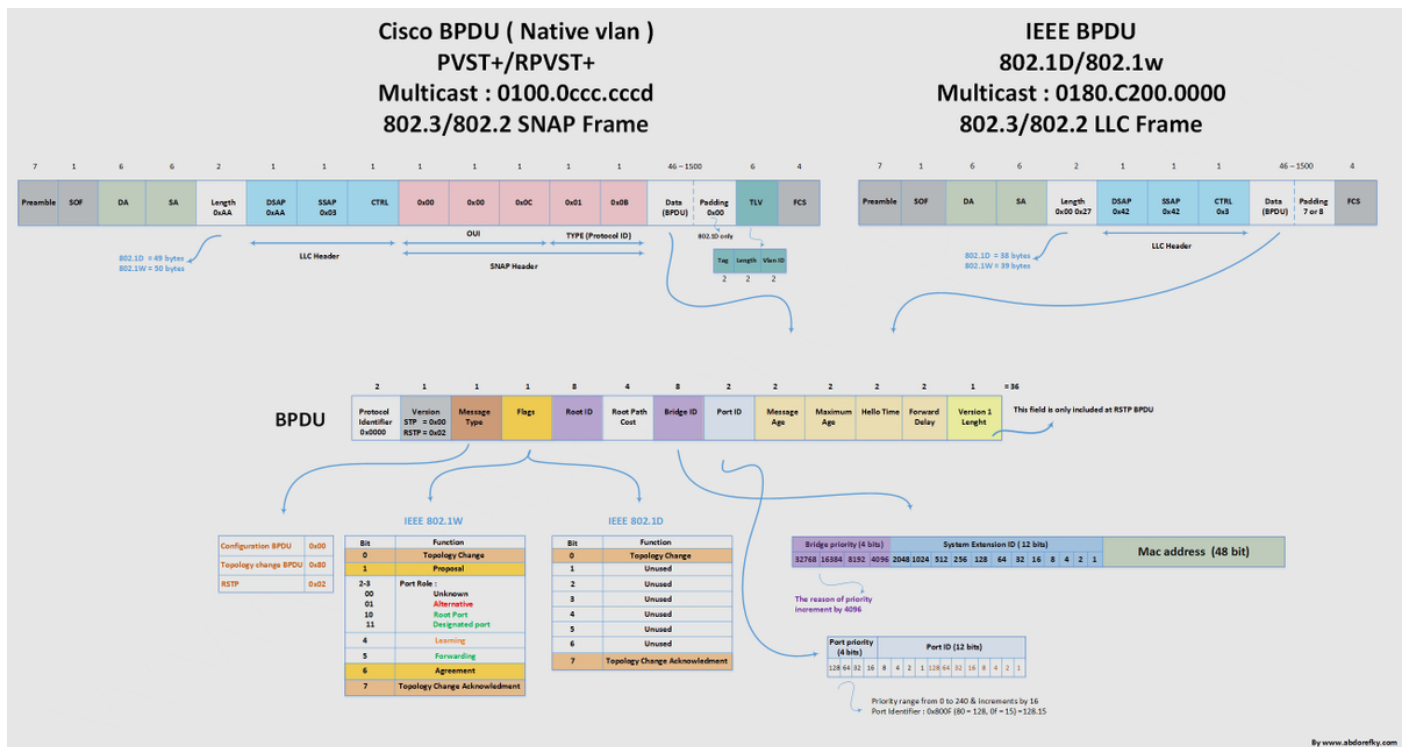 Cisco BPDU ( Native vlan )
PVST+/RPVST+
Multicast : 0100.0ccc.cccd
802.3/802.2 SNAP Frame
IEEE BPDU
802.1D/802.1w
Multicast : 0180.C200.0000
802.3/802.2 LLC Frame
7 1 6 6 2 1 1 1 1 1 1 1 1 46 – 1500 6 4
Preamble SOF DA SA Length 0xAA DSAP 0xAA SSAP 0x03 CTRL 0x00 0x00 0x0C 0x01 0x0B Data (BPDU) Padding 0x00 TLV FCS
802.1D only
OUI
TYPE (Protocol ID)
LLC Header
SNAP Header
802.1D = 49 bytes
802.1W = 50 bytes
Tag Length Vlan ID
2 2 2
7 1 6 6 2 1 1 1 46 – 1500 4
Preamble SOF DA SA Length 0x00 0x27 DSAP 0x42 SSAP 0x42 CTRL 0x3 Data (BPDU) Padding 7 or 8 FCS
LLC Header
802.1D = 38 bytes
802.1W = 39 bytes
2 1 1 1 8 4 8 2 2 2 2 2 1 = 36
BPDU
Protocol Identifier 0x0000
Version STP = 0x00 RSTP = 0x02
Message Type
Flags
Root ID
Root Path Cost
Bridge ID
Port ID
Message Age
Maximum Age
Hello Time
Forward Delay
Version 1 Lenght
This field is only included at RSTP BPDU
Configuration BPDU 0x00
Topology change BPDU 0x80
RSTP 0x02
IEEE 802.1W
Bit Function
0 Topology Change
1 Proposal
2-3 Port Role :
00 Unknown
01 Alternative
10 Root Port
11 Designated port
4 Learning
5 Forwarding
6 Agreement
7 Topology Change Acknowledment
IEEE 802.1D
Bit Function
0 Topology Change
1 Unused
2 Unused
3 Unused
4 Unused
5 Unused
6 Unused
7 Topology Change Acknowledment
Bridge priority (4 bits) System Extension ID ( 12 bits) Mac address (48 bit)
32768 16384 8192 4096 2048 1024 512 256 128 64 32 16 8 4 2 1
The reason of priority
increment by 4096
Port priority (4 bits) Port ID (12 bits)
128 64 32 16 8 4 2 1 128 64 32 16 8 4 2 1
Priority range from 0 to 240 & increments by 16
Port Identifier : 0x800F (80 = 128, 0f = 15) =128.15
By www.abdorefky.com